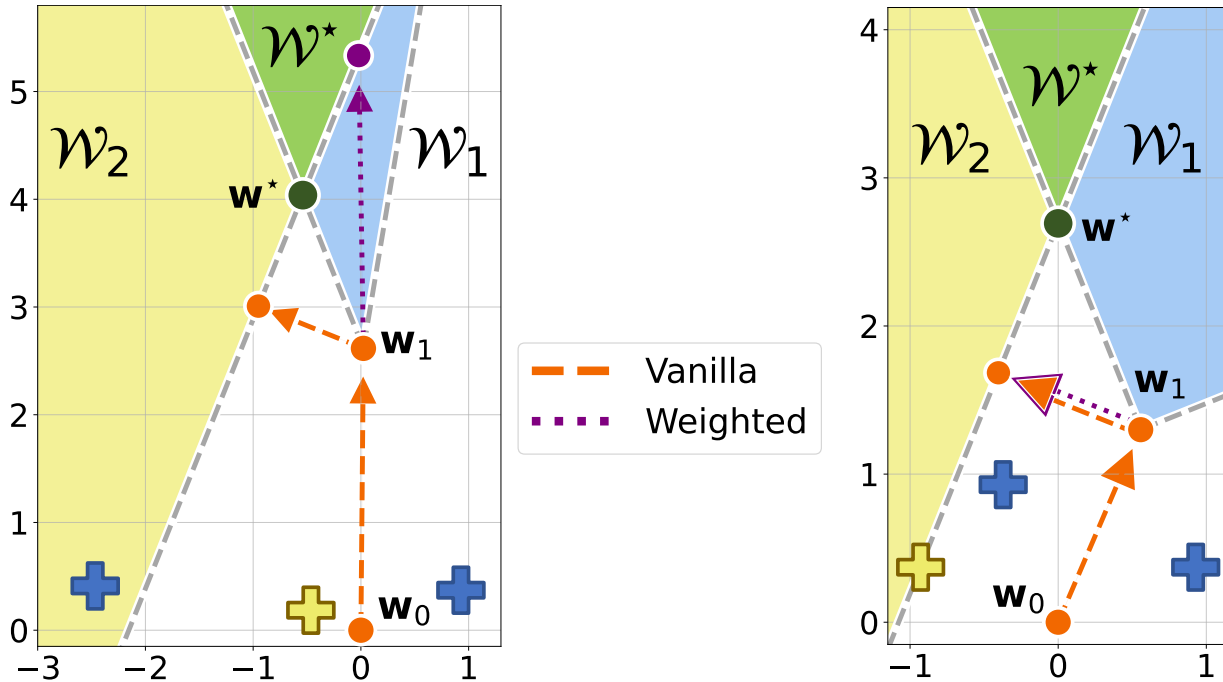 𝒲★
5
𝒲₂
𝒲₁
4
w★
3
w₁
2
1
w₀
0
−3 −2 −1 0 1
Vanilla
Weighted
4
𝒲★
𝒲₂
𝒲₁
3
w★
2
w₁
1
w₀
0
−1 0 1